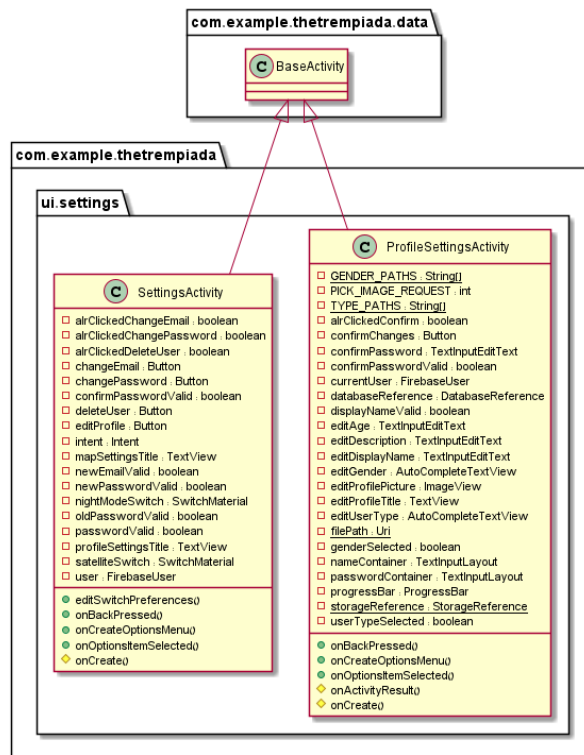 com.example.thetrempiada.data
C BaseActivity
com.example.thetrempiada
ui.settings
C SettingsActivity
alrClickedChangeEmail : boolean
alrClickedChangePassword : boolean
alrClickedDeleteUser : boolean
changeEmail : Button
changePassword : Button
confirmPasswordValid : boolean
deleteUser : Button
editProfile : Button
intent : Intent
mapSettingsTitle : TextView
newEmailValid : boolean
newPasswordValid : boolean
nightModeSwitch : SwitchMaterial
oldPasswordValid : boolean
passwordValid : boolean
profileSettingsTitle : TextView
satelliteSwitch : SwitchMaterial
user : FirebaseUser
editSwitchPreferences()
onBackPressed()
onCreateOptionsMenu()
onOptionsItemSelected()
onCreate()
C ProfileSettingsActivity
GENDER_PATHS : String[]
PICK_IMAGE_REQUEST : int
TYPE_PATHS : String[]
alrClickedConfirm : boolean
confirmChanges : Button
confirmPassword : TextInputEditText
confirmPasswordValid : boolean
currentUser : FirebaseUser
databaseReference : DatabaseReference
displayNameValid : boolean
editAge : TextInputEditText
editDescription : TextInputEditText
editDisplayName : TextInputEditText
editGender : AutoCompleteTextView
editProfilePicture : ImageView
editProfileTitle : TextView
editUserType : AutoCompleteTextView
filePath : Uri
genderSelected : boolean
nameContainer : TextInputLayout
passwordContainer : TextInputLayout
progressBar : ProgressBar
storageReference : StorageReference
userTypeSelected : boolean
onBackPressed()
onCreateOptionsMenu()
onOptionsItemSelected()
onActivityResult()
onCreate()